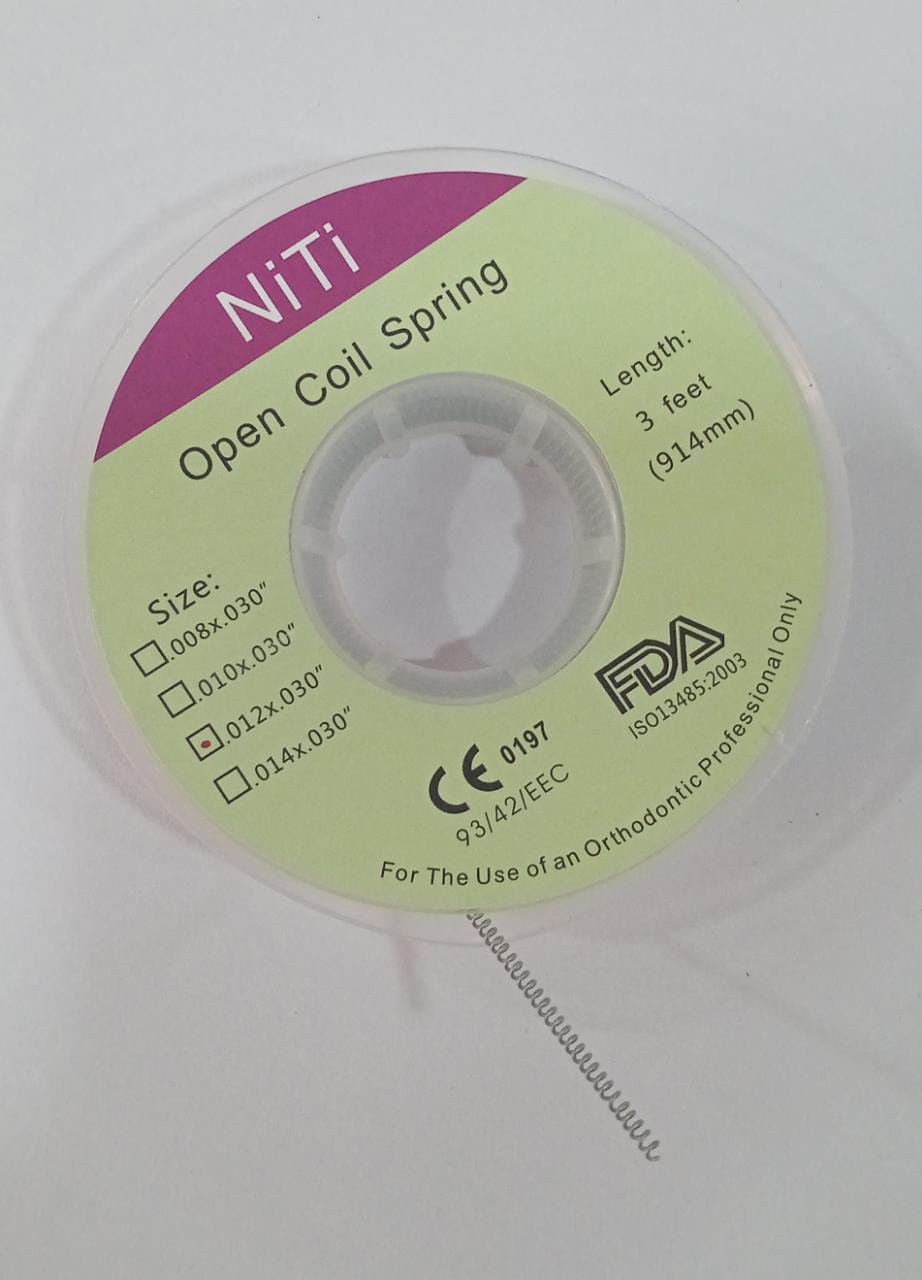 NiTi
Open Coil Spring
Length:
3 feet
(914mm)
Size:
.008x.030"
.010x.030"
.012x.030"
.014x.030"
FDA
ISO13485:2003
CE 0197
93/42/EEC
For The Use of an Orthodontic Professional Only